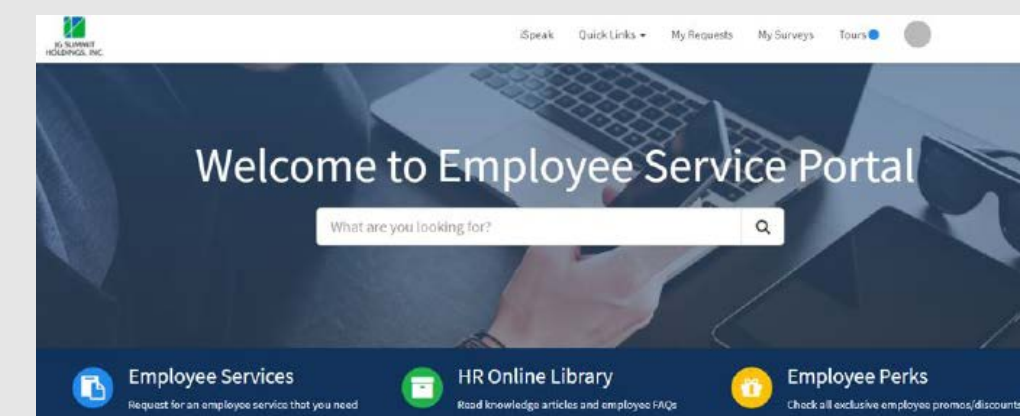 JG SUMMIT
HOLDINGS, INC.
iSpeak Quick Links My Requests My Surveys Tours
Welcome to Employee Service Portal
What are you looking for?
Employee Services
Request for an employee service that you need
HR Online Library
Read knowledge articles and employee FAQs
Employee Perks
Check all exclusive employee promos/discounts